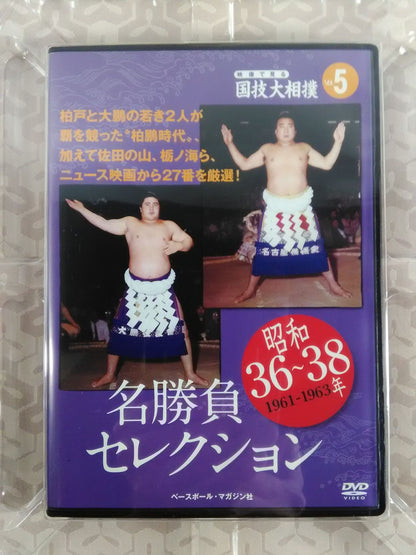 映像で見る
国技大相撲
VOL.5
柏戸と大鵬の若き2人が
覇を競った“柏鵬時代”、
加えて佐田の山、栃ノ海ら、
ニュース映画から27番を厳選！
昭和
36~38年
1961-1963
名勝負
セレクション
DVD
VIDEO
ベースボール・マガジン社